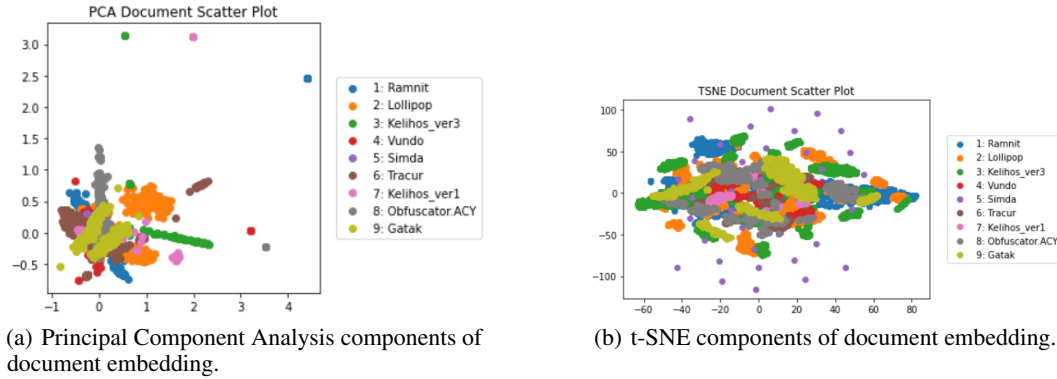 PCA Document Scatter Plot
3.0
2.5
2.0
1.5
1.0
0.5
0.0
−0.5
−1 0 1 2 3 4
1: Ramnit
2: Lollipop
3: Kelihos_ver3
4: Vundo
5: Simda
6: Tracur
7: Kelihos_ver1
8: Obfuscator.ACY
9: Gatak
(a) Principal Component Analysis components of
document embedding.
TSNE Document Scatter Plot
100
50
0
−50
−100
−60 −40 −20 0 20 40 60 80
1: Ramnit
2: Lollipop
3: Kelihos_ver3
4: Vundo
5: Simda
6: Tracur
7: Kelihos_ver1
8: Obfuscator.ACY
9: Gatak
(b) t-SNE components of document embedding.